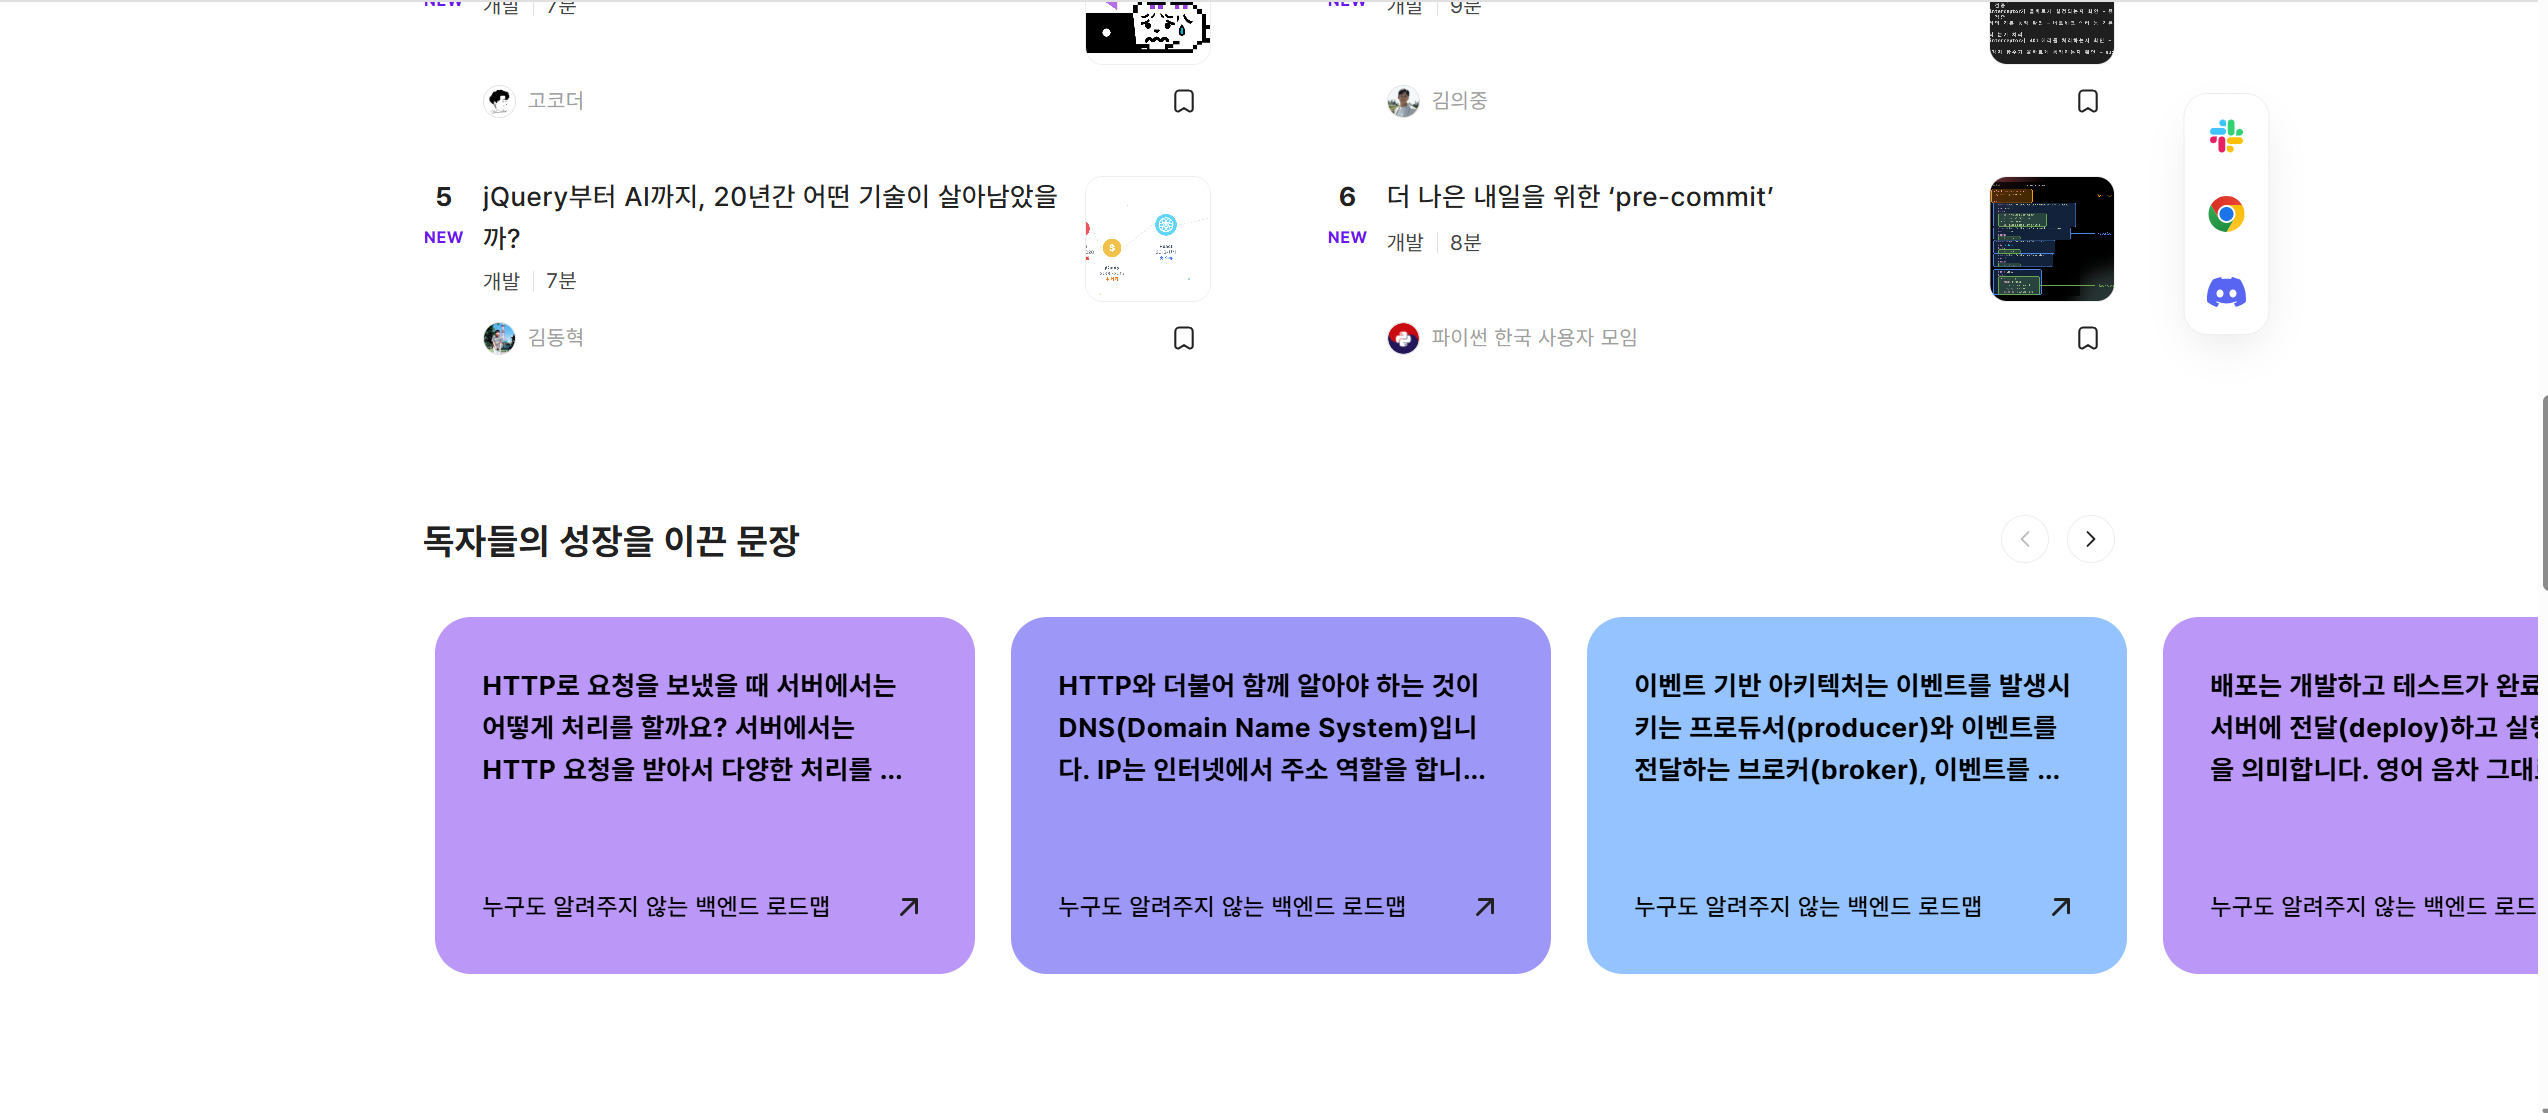 NEW
개발 | 7분
고코더
NEW
개발 | 9분
김의중
5
NEW
jQuery부터 AI까지, 20년간 어떤 기술이 살아남았을
까?
개발 | 7분
김동혁
6
NEW
더 나은 내일을 위한 ‘pre-commit’
개발 | 8분
파이썬 한국 사용자 모임
독자들의 성장을 이끈 문장
HTTP로 요청을 보냈을 때 서버에서는
어떻게 처리를 할까요? 서버에서는
HTTP 요청을 받아서 다양한 처리를 ...
누구도 알려주지 않는 백엔드 로드맵
HTTP와 더불어 함께 알아야 하는 것이
DNS(Domain Name System)입니
다. IP는 인터넷에서 주소 역할을 합니...
누구도 알려주지 않는 백엔드 로드맵
이벤트 기반 아키텍처는 이벤트를 발생시
키는 프로듀서(producer)와 이벤트를
전달하는 브로커(broker), 이벤트를 ...
누구도 알려주지 않는 백엔드 로드맵
배포는 개발하고 테스트가 완료
서버에 전달(deploy)하고 실행
을 의미합니다. 영어 음차 그대로
누구도 알려주지 않는 백엔드 로드